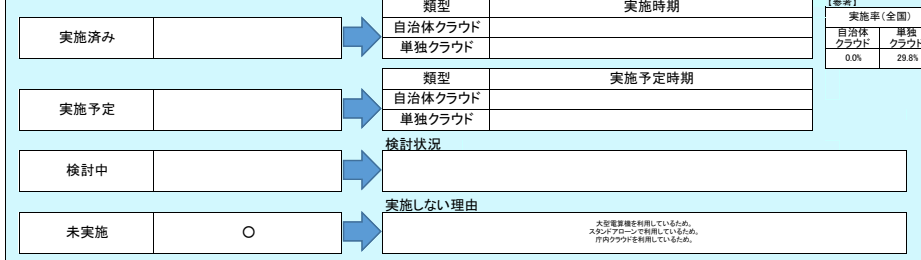 類型 実施時期
実施済み
自治体クラウド
単独クラウド
【参考】
実施率(全国)
自治体クラウド 単独クラウド
0.0% 29.8%
類型 実施予定時期
実施予定
自治体クラウド
単独クラウド
検討状況
検討中
実施しない理由
未実施 ○
大型電算機を利用しているため。
スタンドアローンで利用しているため。
庁内クラウドを利用しているため。